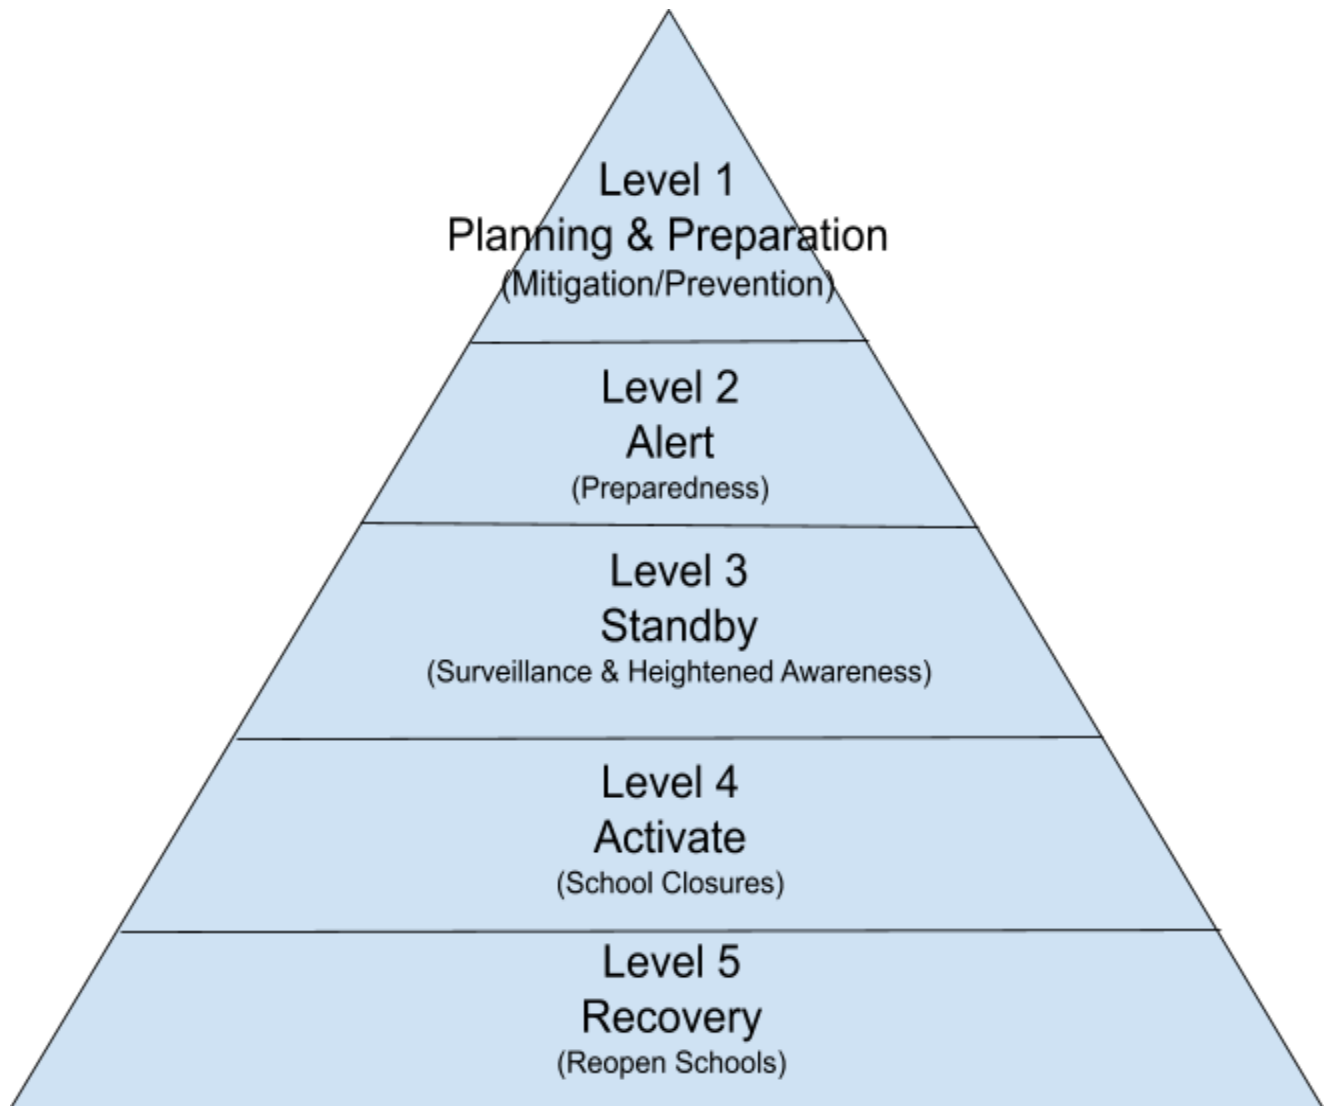 Level 1
Planning & Preparation
(Mitigation/Prevention)
Level 2
Alert
(Preparedness)
Level 3
Standby
(Surveillance & Heightened Awareness)
Level 4
Activate
(School Closures)
Level 5
Recovery
(Reopen Schools)